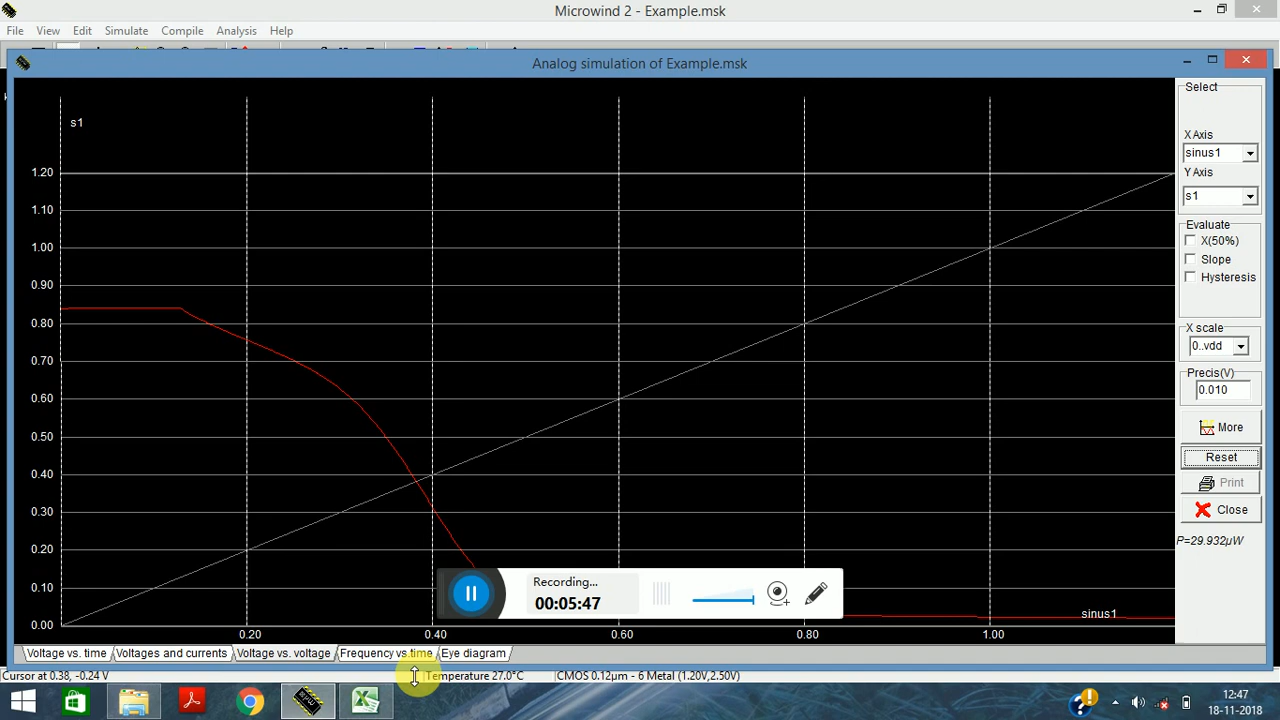 Microwind 2 - Example.msk
File View Edit Simulate Compile Analysis Help
Analog simulation of Example.msk
s1
1.20
1.10
1.00
0.90
0.80
0.70
0.60
0.50
0.40
0.30
0.20
0.10
0.00
0.20 0.40 0.60 0.80 1.00
sinus1
Select
X Axis
sinus1
Y Axis
s1
Evaluate
X(50%)
Slope
Hysteresis
X scale
0..vdd
Precis(V)
0.010
More
Reset
Print
Close
P=29.932µW
Recording...
00:05:47
Voltage vs. time Voltages and currents Voltage vs. voltage Frequency vs.time Eye diagram
Cursor at 0.38, -0.24 V Temperature 27.0°C CMOS 0.12µm - 6 Metal (1.20V,2.50V)
12:47
18-11-2018